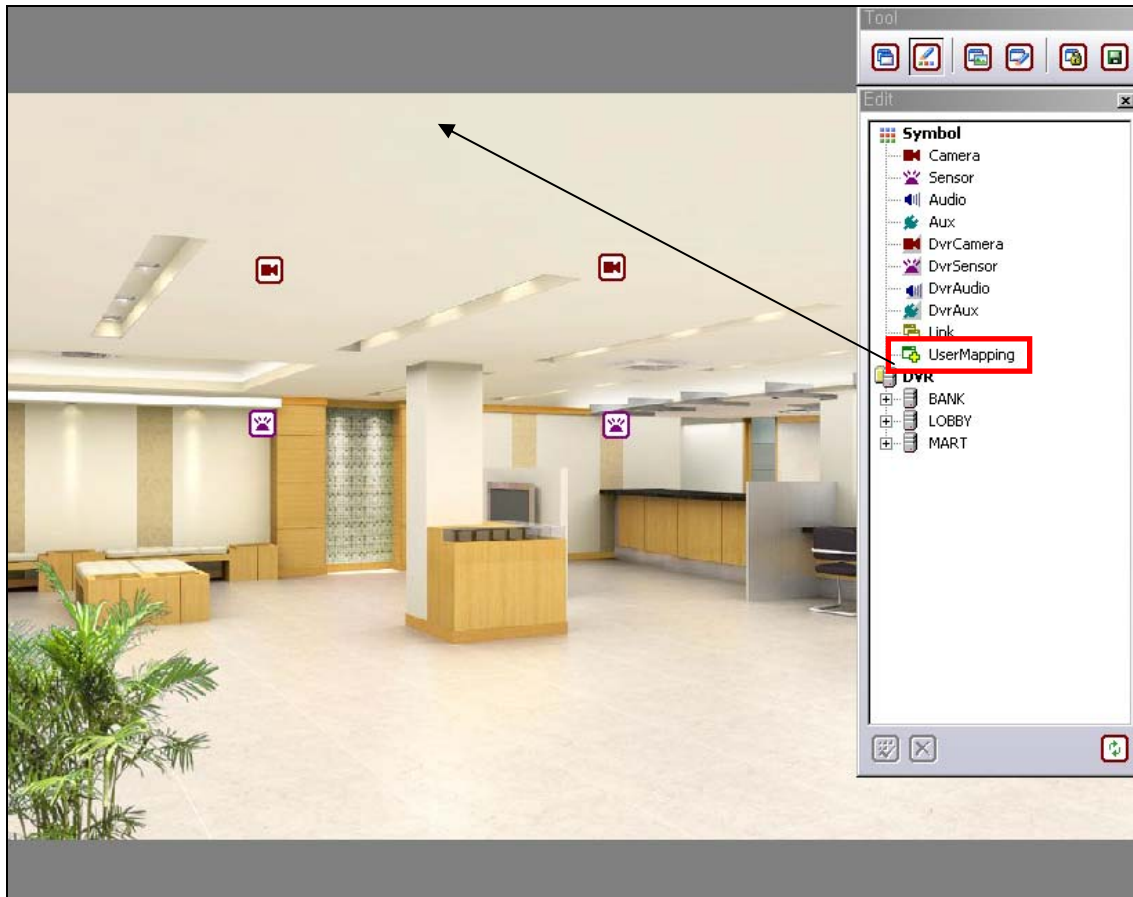 Tool
Edit
Symbol
Camera
Sensor
Audio
Aux
DvrCamera
DvrSensor
DvrAudio
DvrAux
Link
UserMapping
DVR
BANK
LOBBY
MART